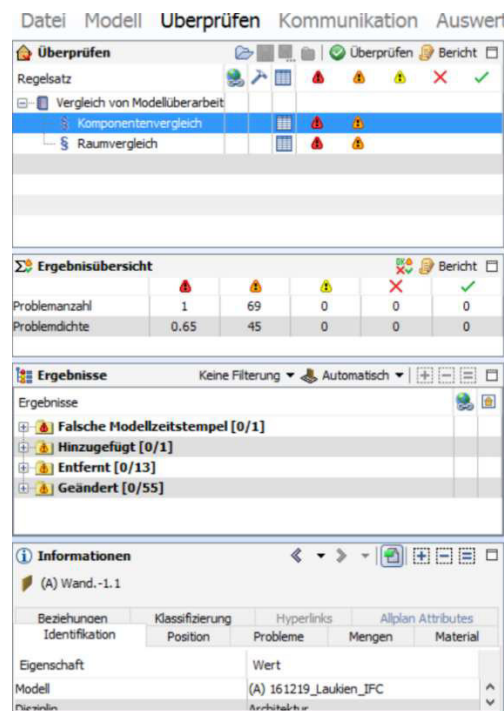 Datei Modell Überprüfen Kommunikation Auswer
Überprüfen Überprüfen Bericht
Regelsatz
Vergleich von Modellüberarbeit
§ Komponentenvergleich
§ Raumvergleich
Ergebnisübersicht Bericht
Problemanzahl 1 69 0 0 0
Problemdichte 0.65 45 0 0 0
Ergebnisse Keine Filterung Automatisch
Ergebnisse
Falsche Modellzeitstempel [0/1]
Hinzugefügt [0/1]
Entfernt [0/13]
Geändert [0/55]
Informationen
(A) Wand.-1.1
Beziehungen Klassifizierung Hyperlinks Allplan Attributes
Identifikation Position Probleme Mengen Material
Eigenschaft Wert
Modell (A) 161219_Laukien_IFC
Disziplin Architektur